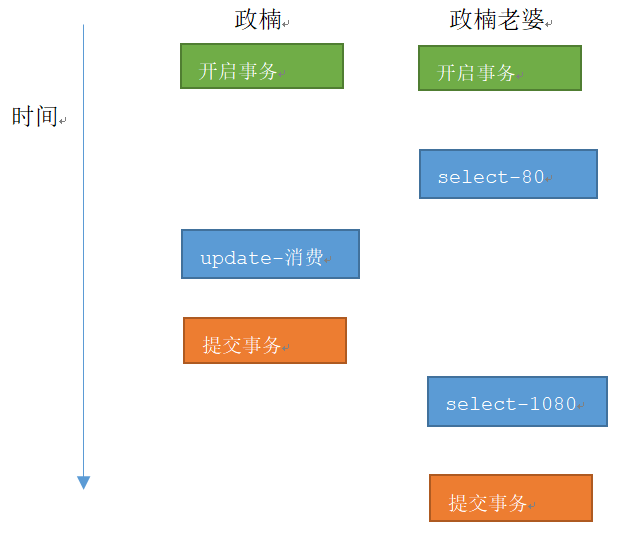 政楠
政楠老婆
开启事务
开启事务
时间
select-80
update-消费
提交事务
select-1080
提交事务